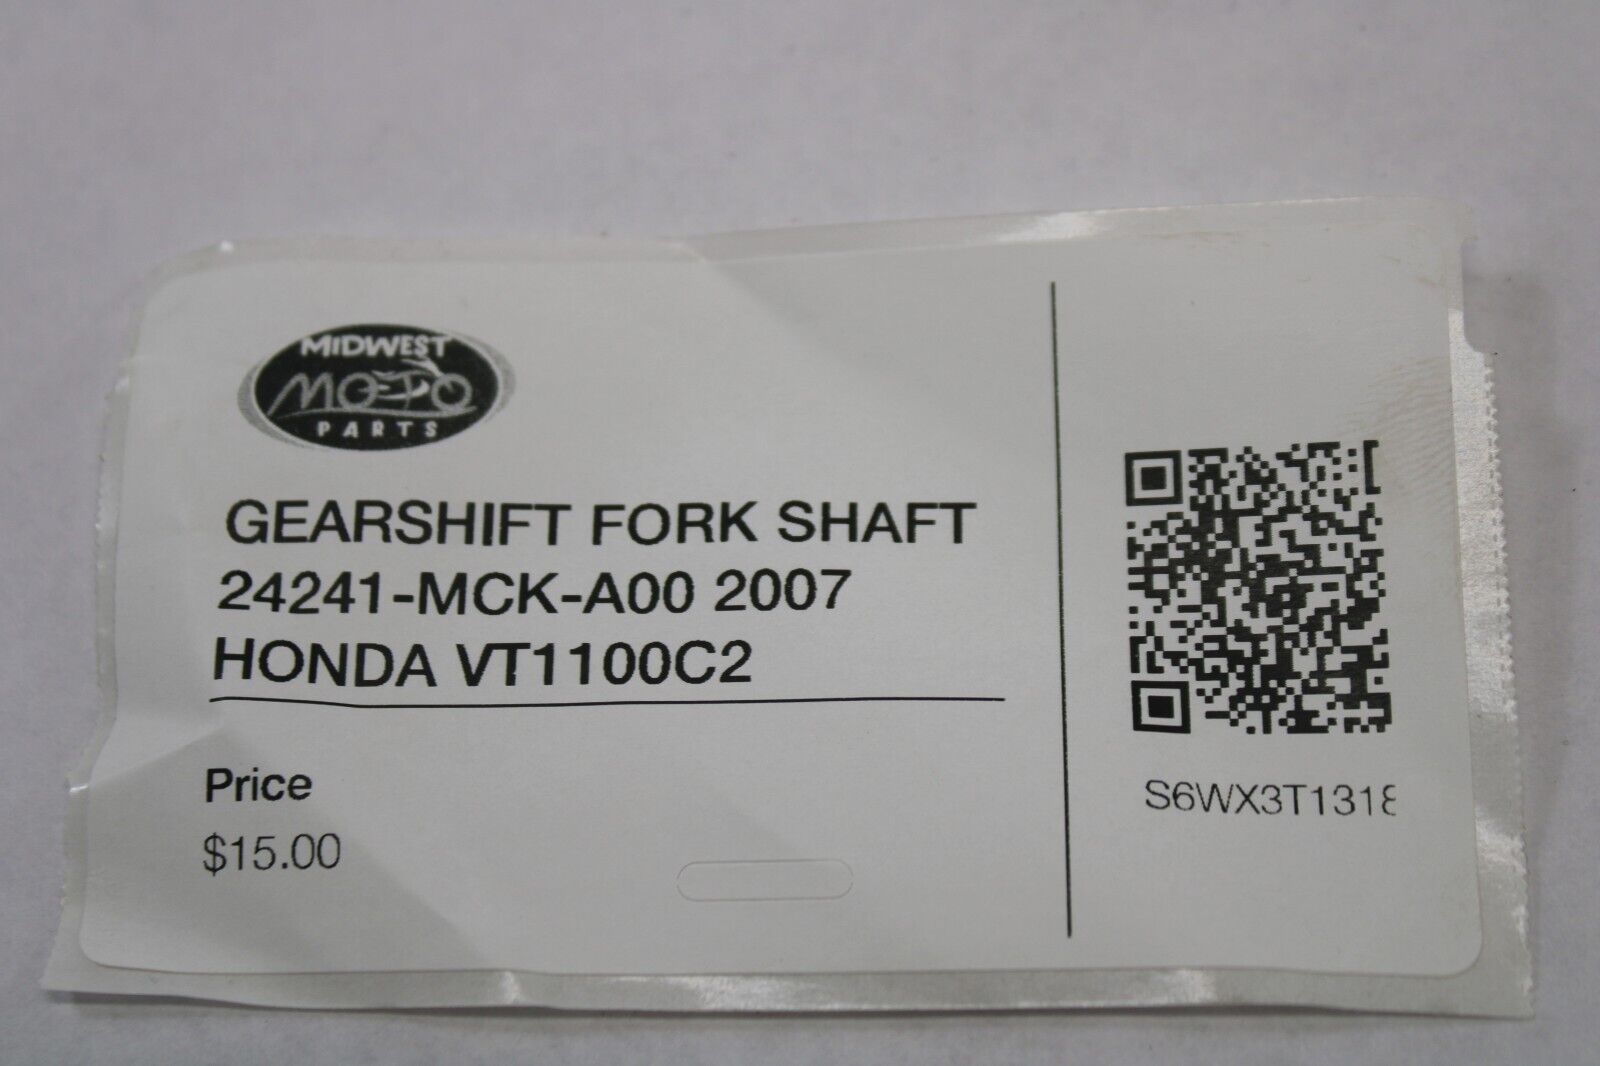 MIDWEST
MOTO
PARTS
GEARSHIFT FORK SHAFT
24241-MCK-A00 2007
HONDA VT1100C2
Price
$15.00
S6WX3T1318